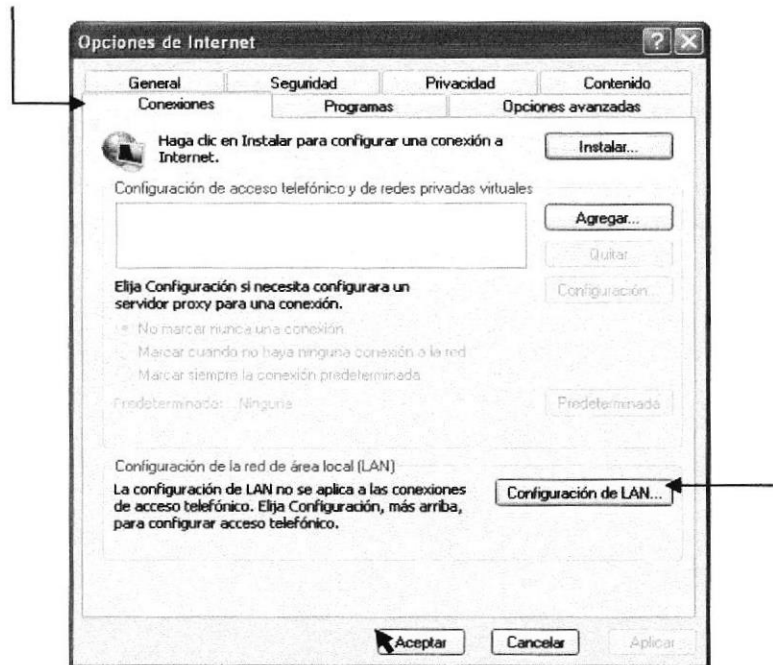 Opciones de Internet
General Seguridad Privacidad Contenido
Conexiones Programas Opciones avanzadas
Haga clic en Instalar para configurar una conexión a
Internet.
Instalar...
Configuración de acceso telefónico y de redes privadas virtuales
Agregar...
Quitar
Elija Configuración si necesita configurara un
servidor proxy para una conexión.
Configuración...
No marcar nunca una conexión
Marcar cuando no haya ninguna conexión a la red
Marcar siempre la conexión predeterminada
Predeterminada: Ninguna
Predeterminada
Configuración de la red de área local (LAN)
La configuración de LAN no se aplica a las conexiones
de acceso telefónico. Elija Configuración, más arriba,
para configurar acceso telefónico.
Configuración de LAN...
Aceptar Cancelar Aplicar